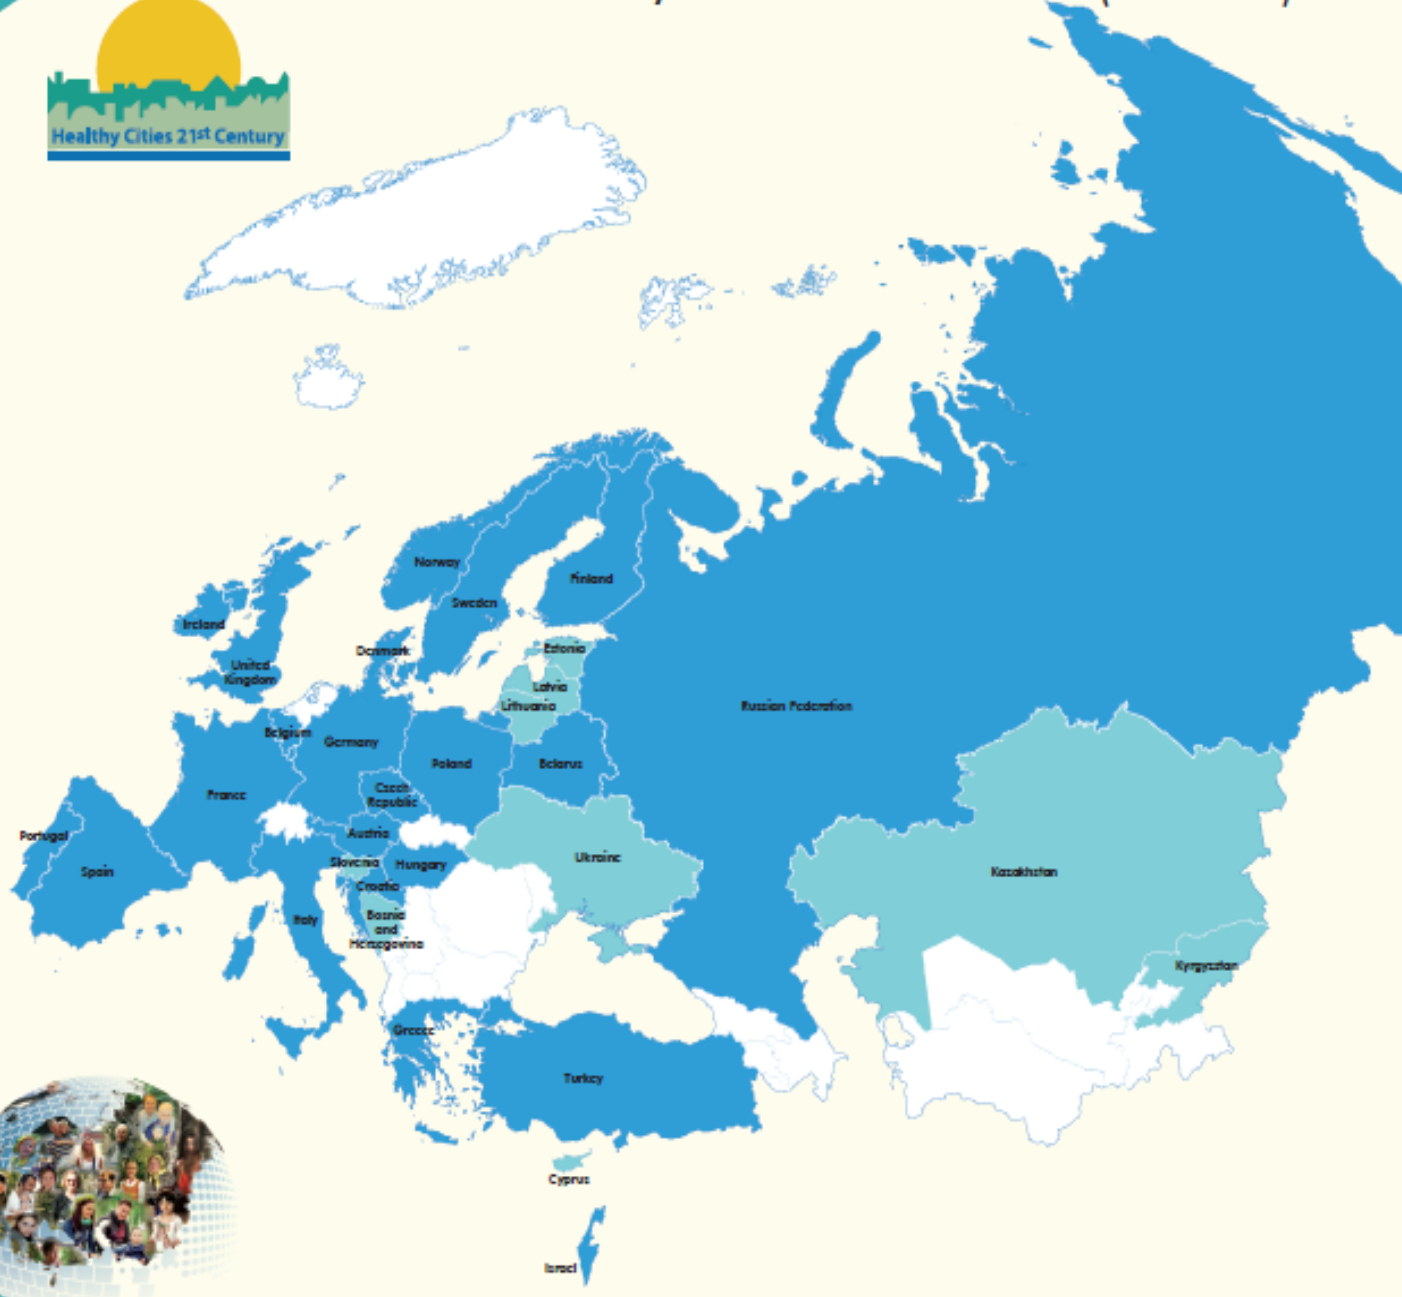 Healthy Cities 21st Century
Norway
Finland
Sweden
Ireland
Denmark
Estonia
United
Kingdom
Latvia
Lithuania
Russian Federation
Belgium
Germany
Poland
Belarus
France
Czech
Republic
Portugal
Austria
Spain
Slovenia
Hungary
Ukraine
Kazakhstan
Croatia
Italy
Bosnia
and
Herzegovina
Kyrgyzstan
Greece
Turkey
Cyprus
Israel